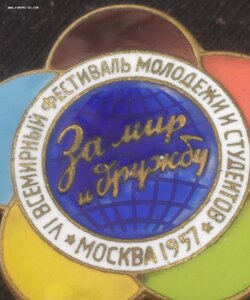 VI ВСЕМИРНЫЙ ФЕСТИВАЛЬ МОЛОДЕЖИ И СТУДЕНТОВ
За мир
и дружбу
★ МОСКВА 1957 ★